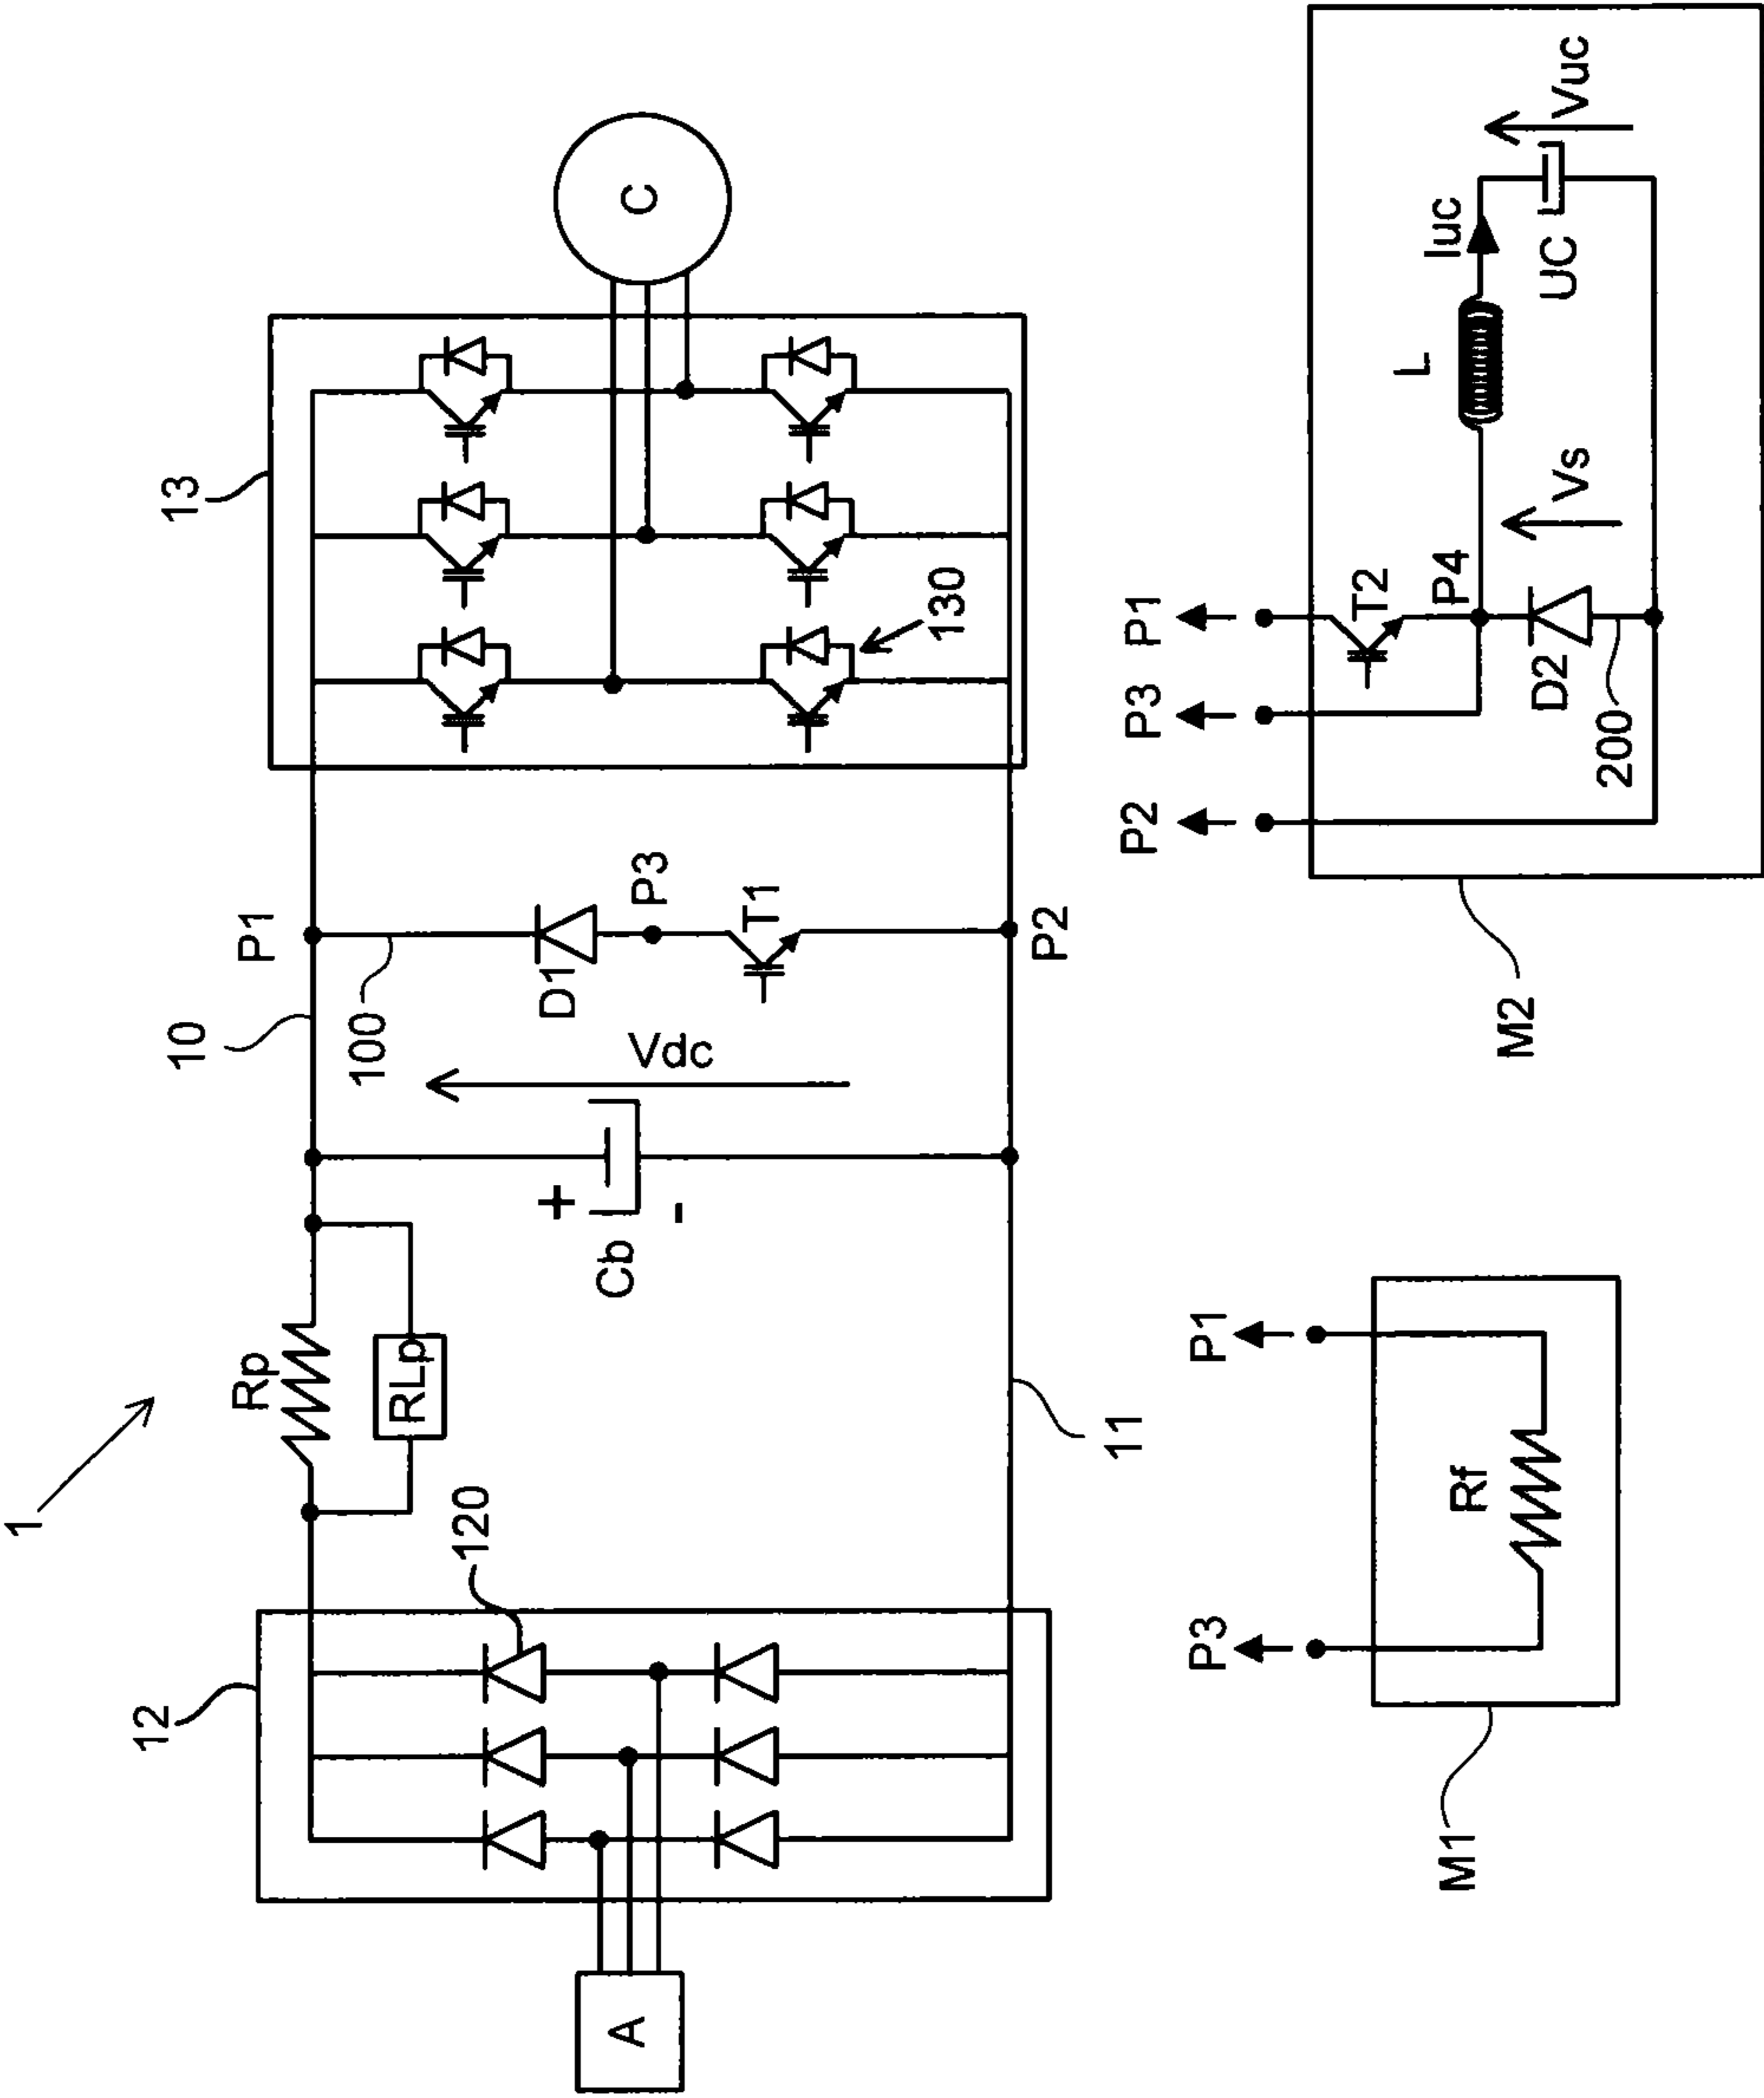 1
12
A
120
Rp
RLp
10
P1
100
Cb
+
-
Vdc
D1
P3
T1
P2
11
13
130
C
M1
P3
P1
Rf
M2
P2
P3
P1
T2
P4
D2
200
Vs
L
Iuc
UC
Vuc